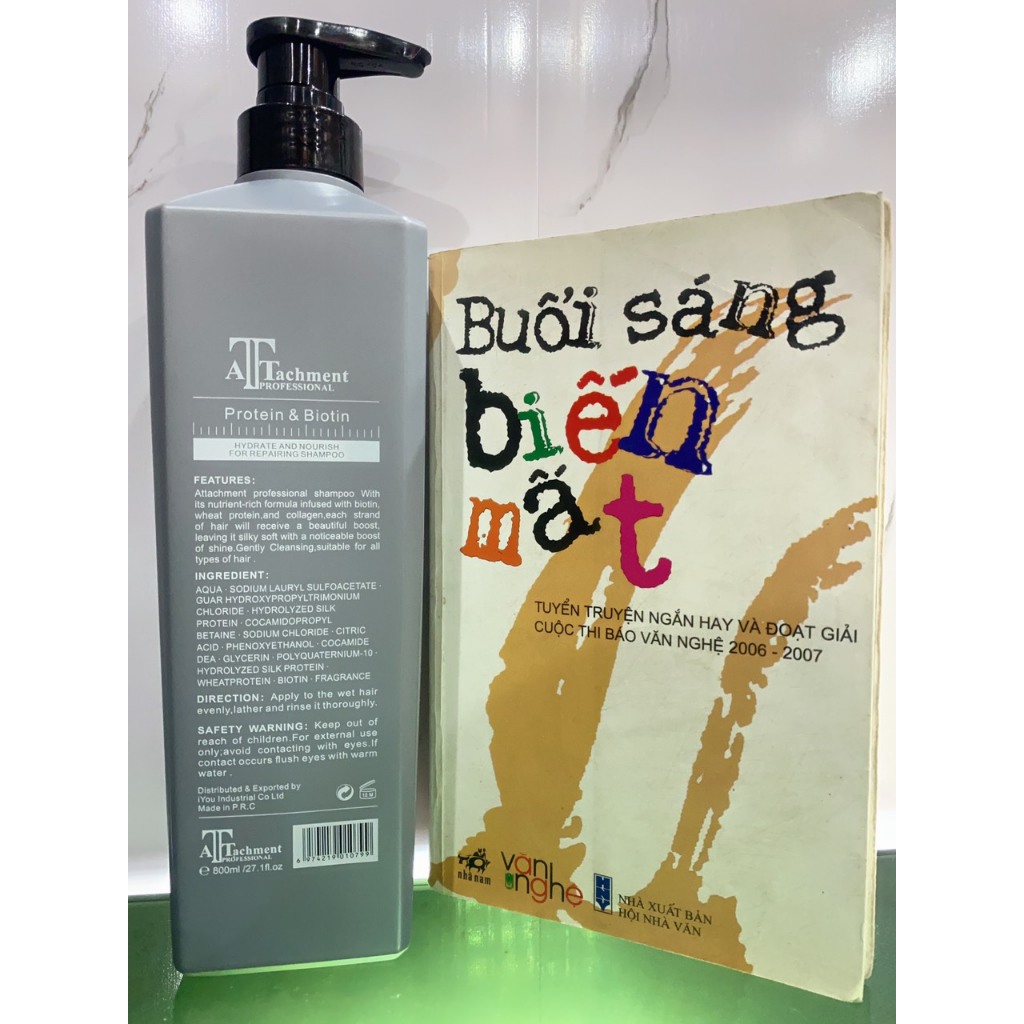 ATTachment
PROFESSIONAL
Protein & Biotin
HYDRATE AND NOURISH
FOR REPAIRING SHAMPOO
FEATURES:
Attachment professional shampoo With
its nutrient-rich formula infused with biotin,
wheat protein,and collagen,each strand
of hair will receive a beautiful boost,
leaving it silky soft with a noticeable boost
of shine.Gently Cleansing,suitable for all
types of hair .
INGREDIENT:
AQUA · SODIUM LAURYL SULFOACETATE ·
GUAR HYDROXYPROPYLTRIMONIUM
CHLORIDE · HYDROLYZED SILK
PROTEIN · COCAMIDOPROPYL
BETAINE · SODIUM CHLORIDE · CITRIC
ACID · PHENOXYETHANOL · COCAMIDE
DEA · GLYCERIN · POLYQUATERNIUM-10 ·
HYDROLYZED SILK PROTEIN ·
WHEATPROTEIN · BIOTIN · FRAGRANCE
DIRECTION: Apply to the wet hair
evenly,lather and rinse it thoroughly.
SAFETY WARNING: Keep out of
reach of children.For external use
only;avoid contacting with eyes.If
contact occurs flush eyes with warm
water .
Distributed & Exported by
iYou Industrial Co Ltd
Made in P.R.C
12 M
ATTachment
PROFESSIONAL
℮ 800ml /27.1fl.oz
6 974219 010799
Buổi sáng
biến
mất
TUYỂN TRUYỆN NGẮN HAY VÀ ĐOẠT GIẢI
CUỘC THI BÁO VĂN NGHỆ 2006 - 2007
nhã nam
văn
nghệ
NHÀ XUẤT BẢN
HỘI NHÀ VĂN